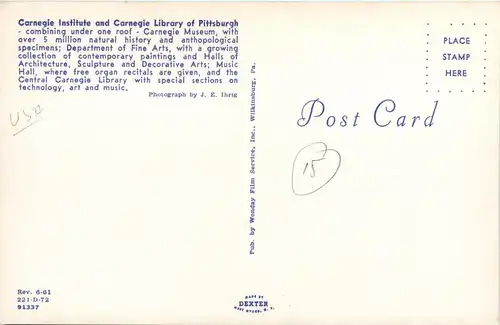 Carnegie Institute and Carnegie Library of Pittsburgh
- combining under one roof - Carnegie Museum, with
over 5 million natural history and anthopological
specimens; Department of Fine Arts, with a growing
collection of contemporary paintings and Halls of
Architecture, Sculpture and Decorative Arts; Music
Hall, where free organ recitals are given, and the
Central Carnegie Library with special sections on
technology, art and music.
Photograph by J. E. Ihrig
USA
PLACE
STAMP
HERE
Post Card
15
Pub. by Wonday Film Service, Inc., Wilkinsburg, Pa.
Rev. 6-61
221-D-72
91337
MADE BY
DEXTER
WEST NYACK, N. Y.